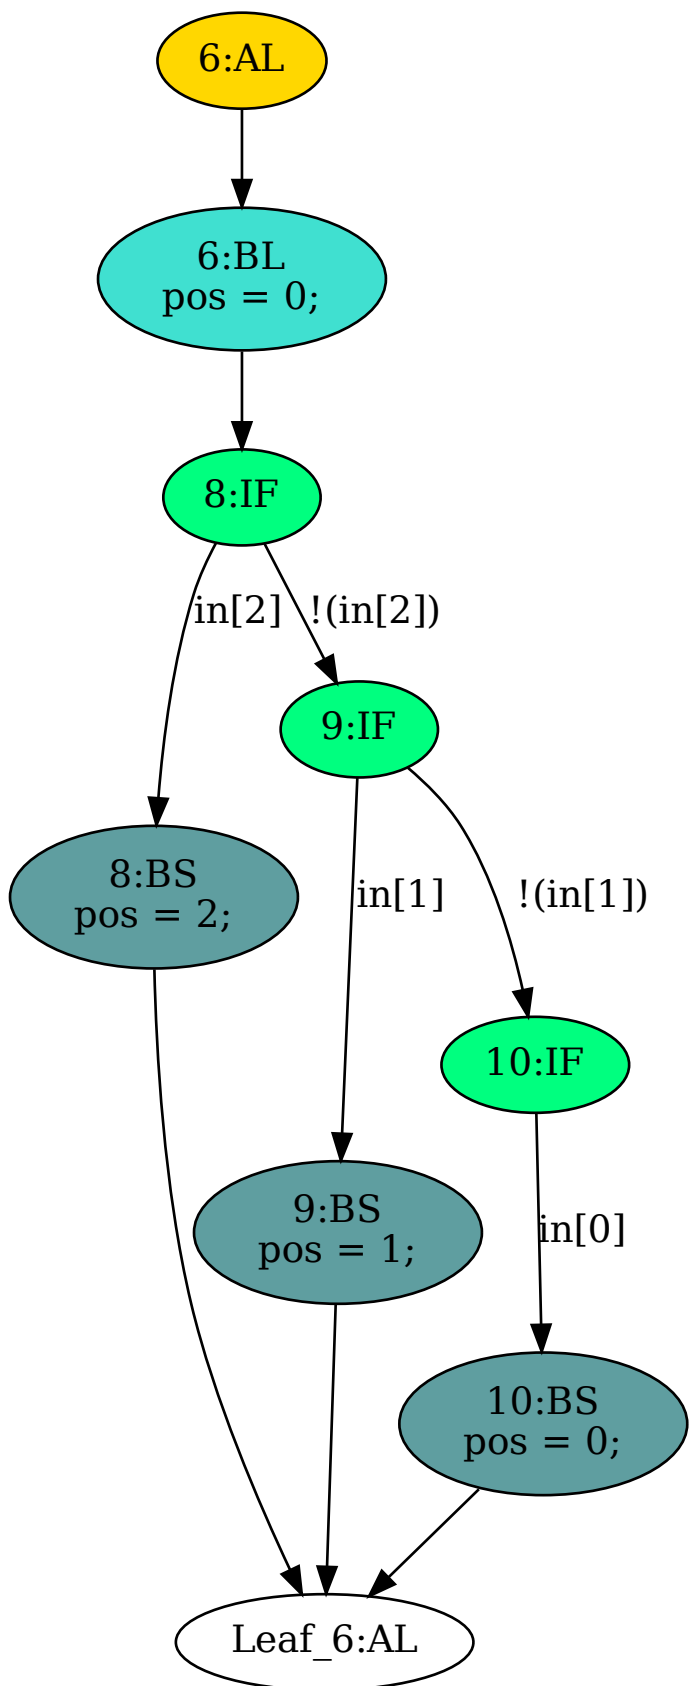 6:AL
6:BL
pos = 0;
8:IF
in[2]
!(in[2])
9:IF
8:BS
pos = 2;
in[1]
!(in[1])
10:IF
9:BS
pos = 1;
in[0]
10:BS
pos = 0;
Leaf_6:AL